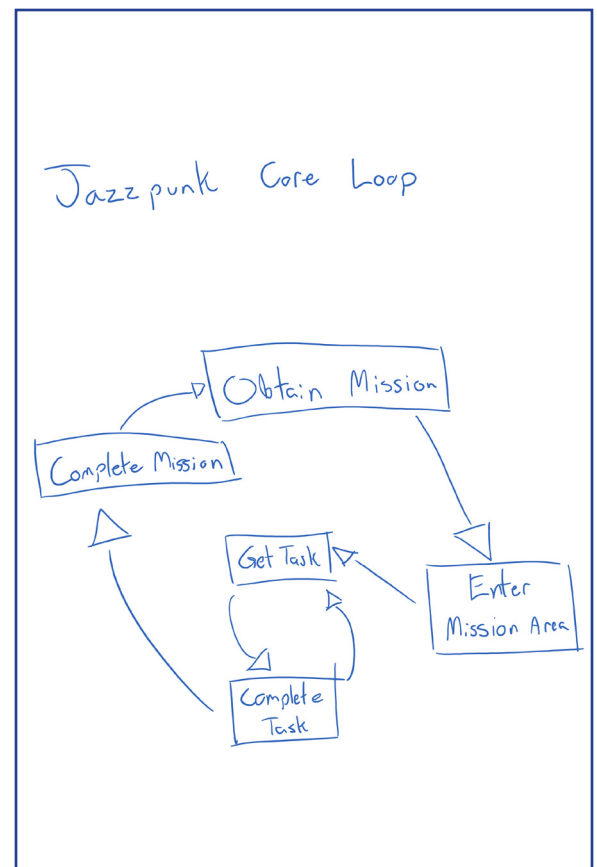 Jazzpunk Core Loop
Obtain Mission
Complete Mission
Get Task
Enter
Mission Area
Complete
Task